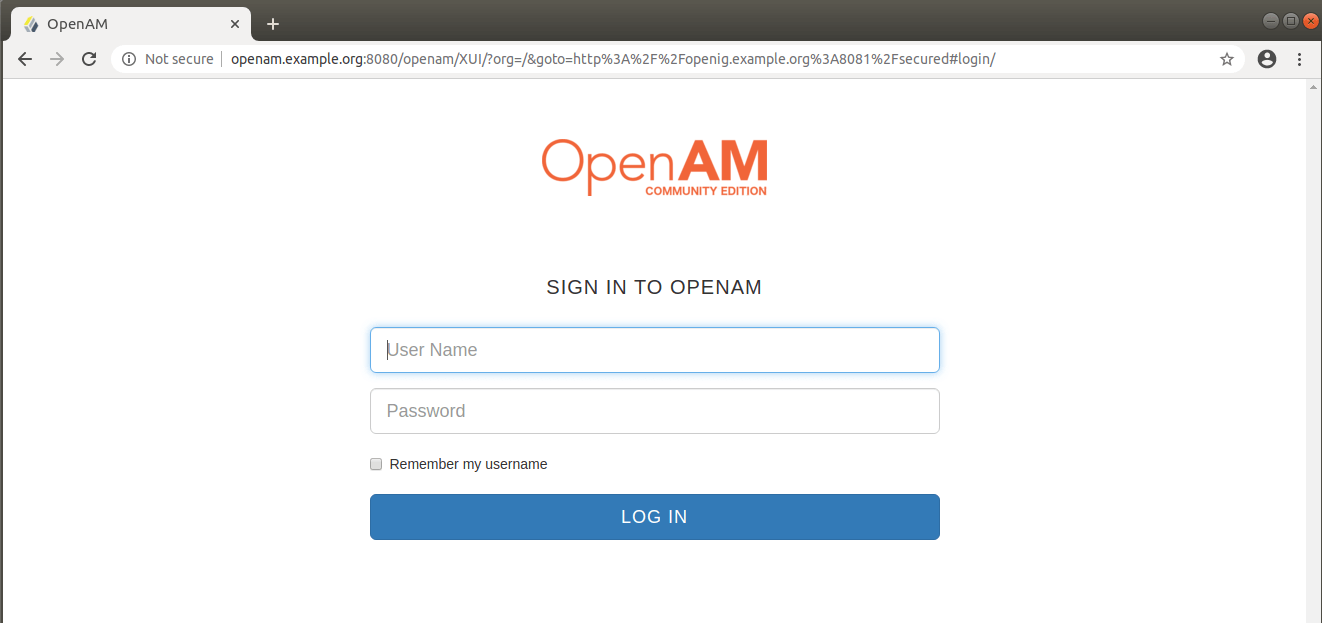 OpenAM
Not secure openam.example.org:8080/openam/XUI/?org=/&goto=http%3A%2F%2Fopenig.example.org%3A8081%2Fsecured#login/
OpenAM
COMMUNITY EDITION
SIGN IN TO OPENAM
User Name
Password
Remember my username
LOG IN